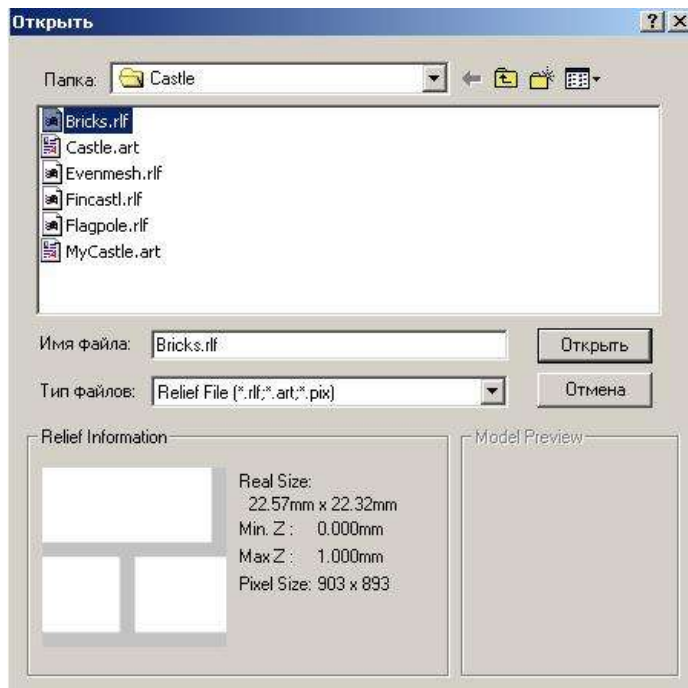 Открыть
Папка: Castle
Bricks.rlf
Castle.art
Evenmesh.rlf
Fincastl.rlf
Flagpole.rlf
MyCastle.art
Имя файла: Bricks.rlf Открыть
Тип файлов: Relief File (*.rlf;*.art;*.pix) Отмена
Relief Information Model Preview
Real Size:
22.57mm x 22.32mm
Min. Z : 0.000mm
Max Z : 1.000mm
Pixel Size: 903 x 893